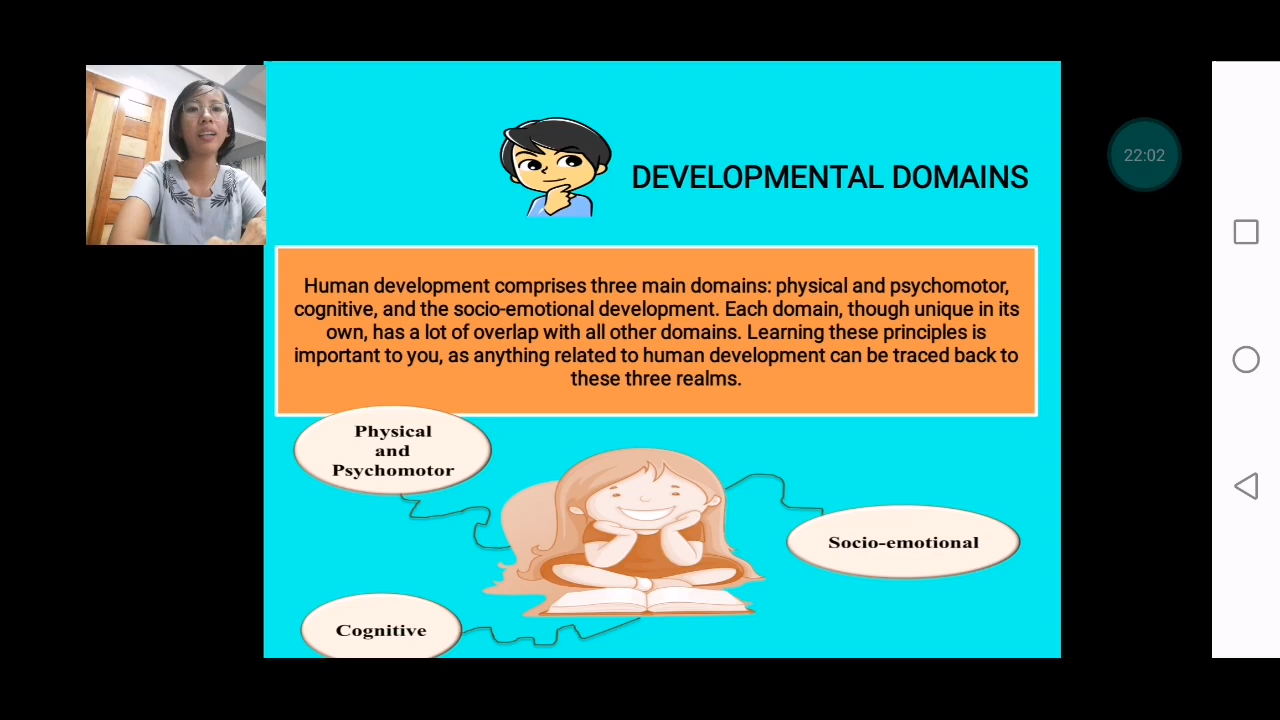 22:02
DEVELOPMENTAL DOMAINS
Human development comprises three main domains: physical and psychomotor,
cognitive, and the socio-emotional development. Each domain, though unique in its
own, has a lot of overlap with all other domains. Learning these principles is
important to you, as anything related to human development can be traced back to
these three realms.
Physical
and
Psychomotor
Socio-emotional
Cognitive